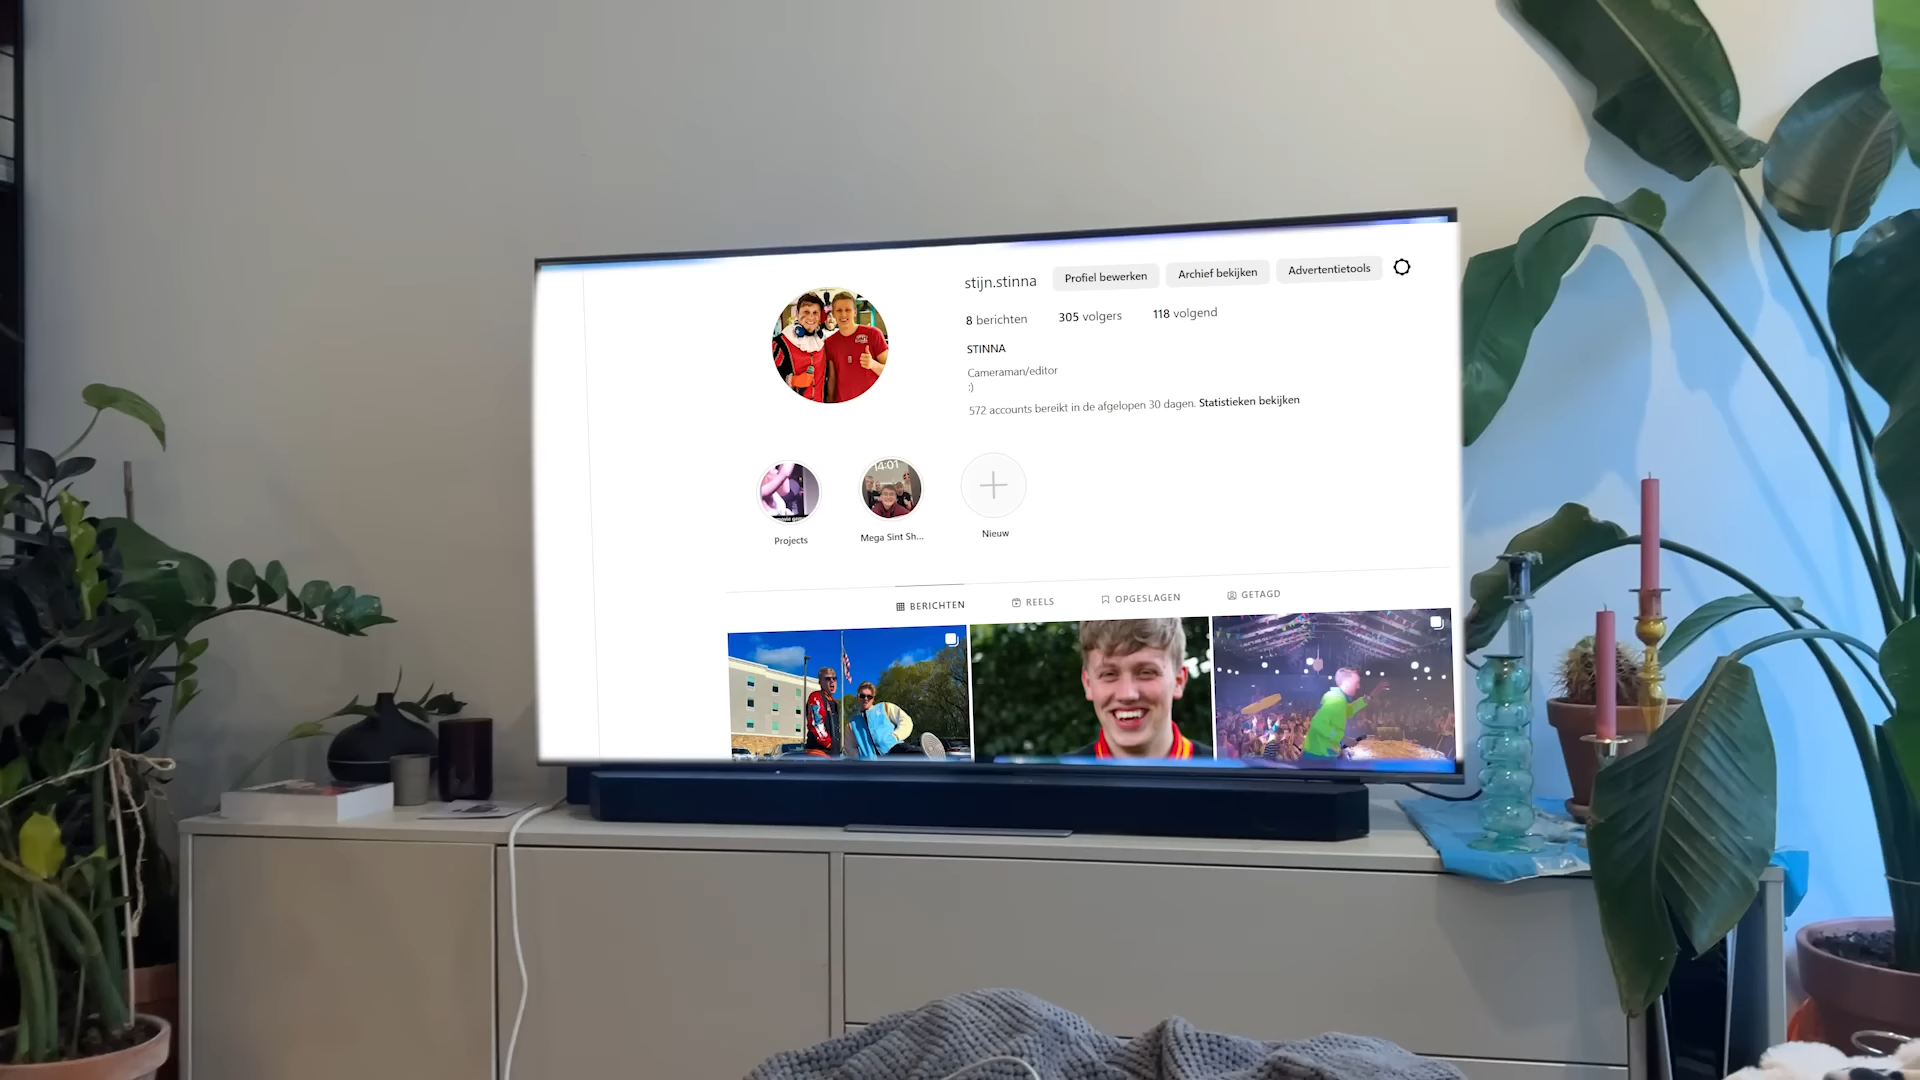 stijn.stinna Profiel bewerken Archief bekijken Advertentietools
8 berichten 305 volgers 118 volgend
STINNA
Cameraman/editor
:)
572 accounts bereikt in de afgelopen 30 dagen. Statistieken bekijken
14:01
Projects Mega Sint Sh... Nieuw
BERICHTEN REELS OPGESLAGEN GETAGD